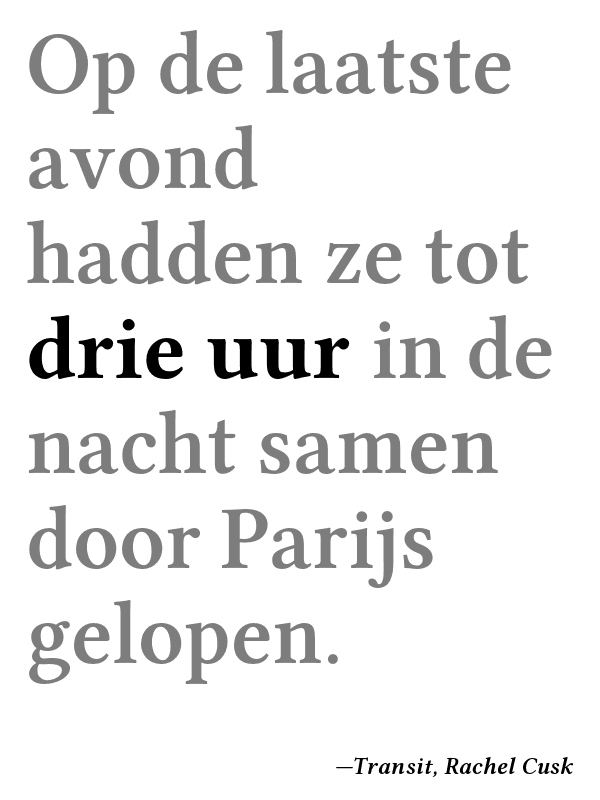 Op de laatste
avond
hadden ze tot
drie uur in de
nacht samen
door Parijs
gelopen.
—Transit, Rachel Cusk